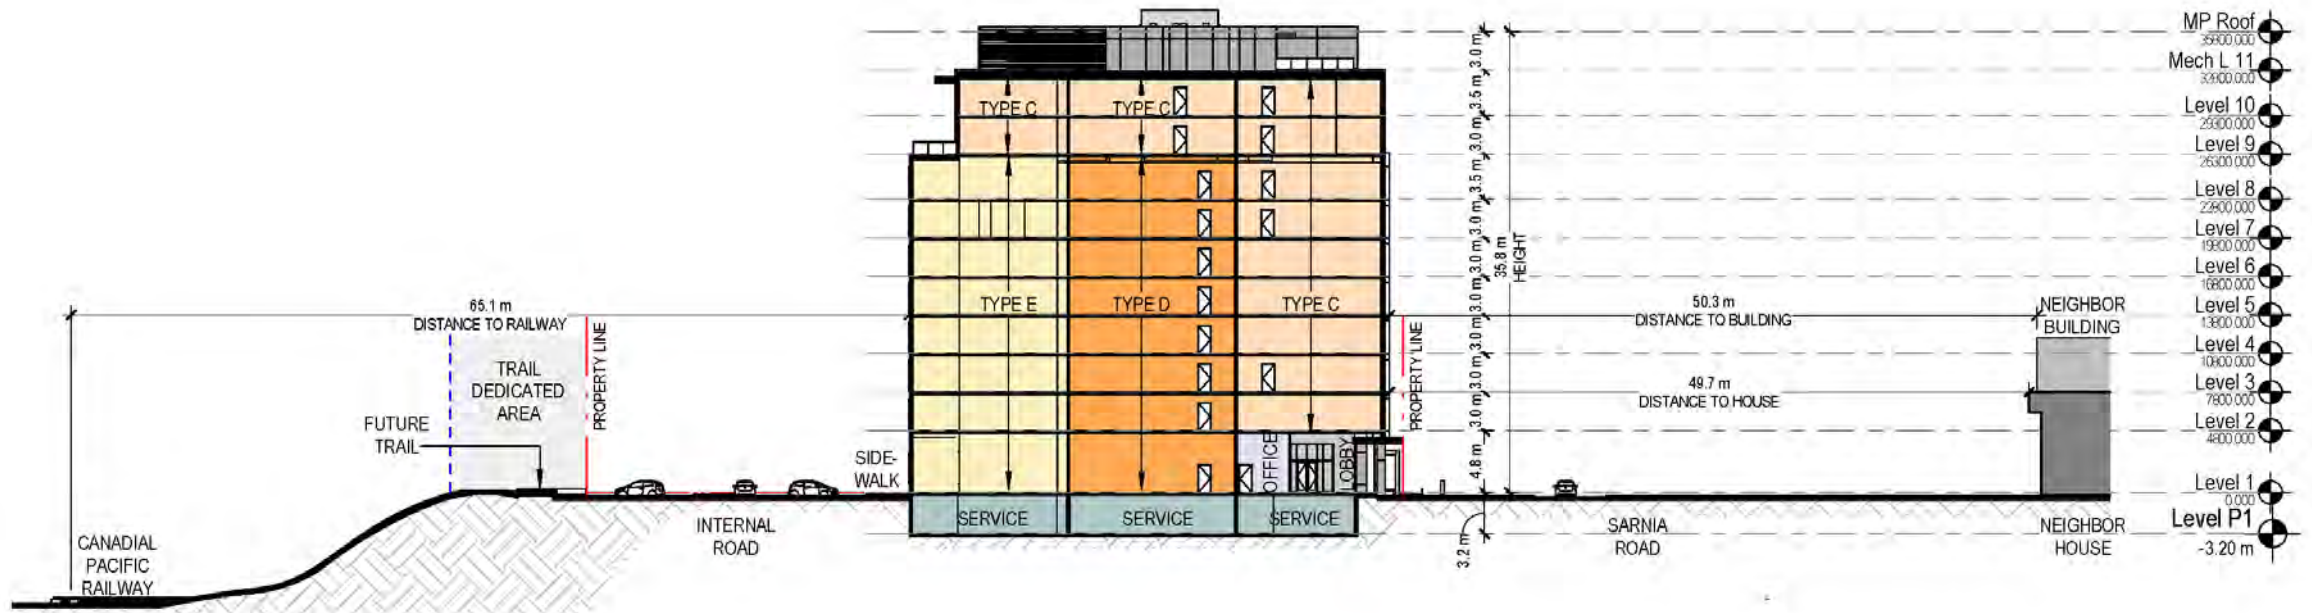 MP Roof
35800.000
Mech L 11
32800.000
Level 10
29300.000
Level 9
26300.000
Level 8
22800.000
Level 7
19800.000
Level 6
16800.000
Level 5
13800.000
Level 4
10800.000
Level 3
7800.000
Level 2
4800.000
Level 1
0.000
Level P1
-3.20 m
3.0 m
3.5 m
3.0 m
3.5 m
3.0 m
3.0 m
3.0 m
3.0 m
3.0 m
3.0 m
4.8 m
3.2 m
35.8 m
HEIGHT
TYPE C
TYPE C
TYPE E
TYPE D
TYPE C
OFFICE
LOBBY
SERVICE
SERVICE
SERVICE
65.1 m
DISTANCE TO RAILWAY
TRAIL
DEDICATED
AREA
PROPERTY LINE
FUTURE
TRAIL
SIDE-
WALK
INTERNAL
ROAD
CANADIAL
PACIFIC
RAILWAY
PROPERTY LINE
50.3 m
DISTANCE TO BUILDING
49.7 m
DISTANCE TO HOUSE
NEIGHBOR
BUILDING
SARNIA
ROAD
NEIGHBOR
HOUSE